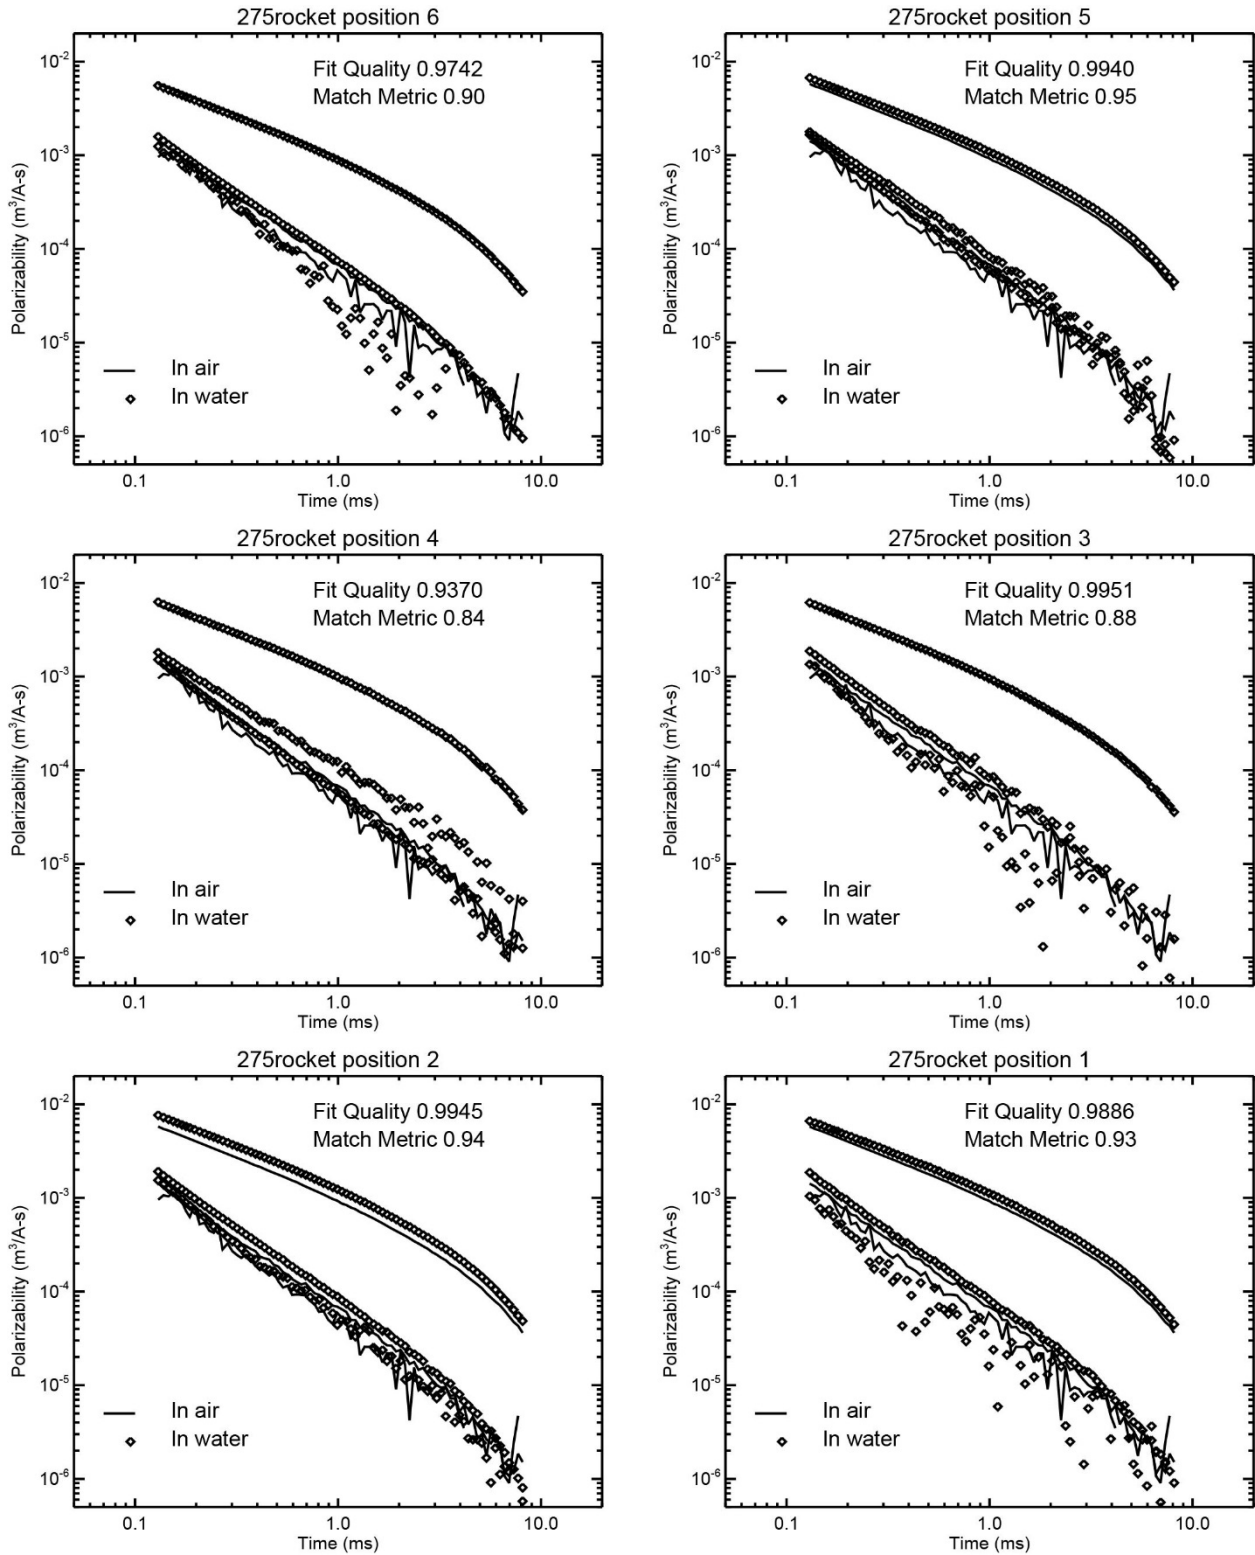 275rocket position 6
Fit Quality 0.9742
Match Metric 0.90
Polarizability (m³/A-s)
10⁻²
10⁻³
10⁻⁴
10⁻⁵
10⁻⁶
In air
In water
0.1 1.0 10.0
Time (ms)
275rocket position 5
Fit Quality 0.9940
Match Metric 0.95
Polarizability (m³/A-s)
10⁻²
10⁻³
10⁻⁴
10⁻⁵
10⁻⁶
In air
In water
0.1 1.0 10.0
Time (ms)
275rocket position 4
Fit Quality 0.9370
Match Metric 0.84
Polarizability (m³/A-s)
10⁻²
10⁻³
10⁻⁴
10⁻⁵
10⁻⁶
In air
In water
0.1 1.0 10.0
Time (ms)
275rocket position 3
Fit Quality 0.9951
Match Metric 0.88
Polarizability (m³/A-s)
10⁻²
10⁻³
10⁻⁴
10⁻⁵
10⁻⁶
In air
In water
0.1 1.0 10.0
Time (ms)
275rocket position 2
Fit Quality 0.9945
Match Metric 0.94
Polarizability (m³/A-s)
10⁻²
10⁻³
10⁻⁴
10⁻⁵
10⁻⁶
In air
In water
0.1 1.0 10.0
Time (ms)
275rocket position 1
Fit Quality 0.9886
Match Metric 0.93
Polarizability (m³/A-s)
10⁻²
10⁻³
10⁻⁴
10⁻⁵
10⁻⁶
In air
In water
0.1 1.0 10.0
Time (ms)